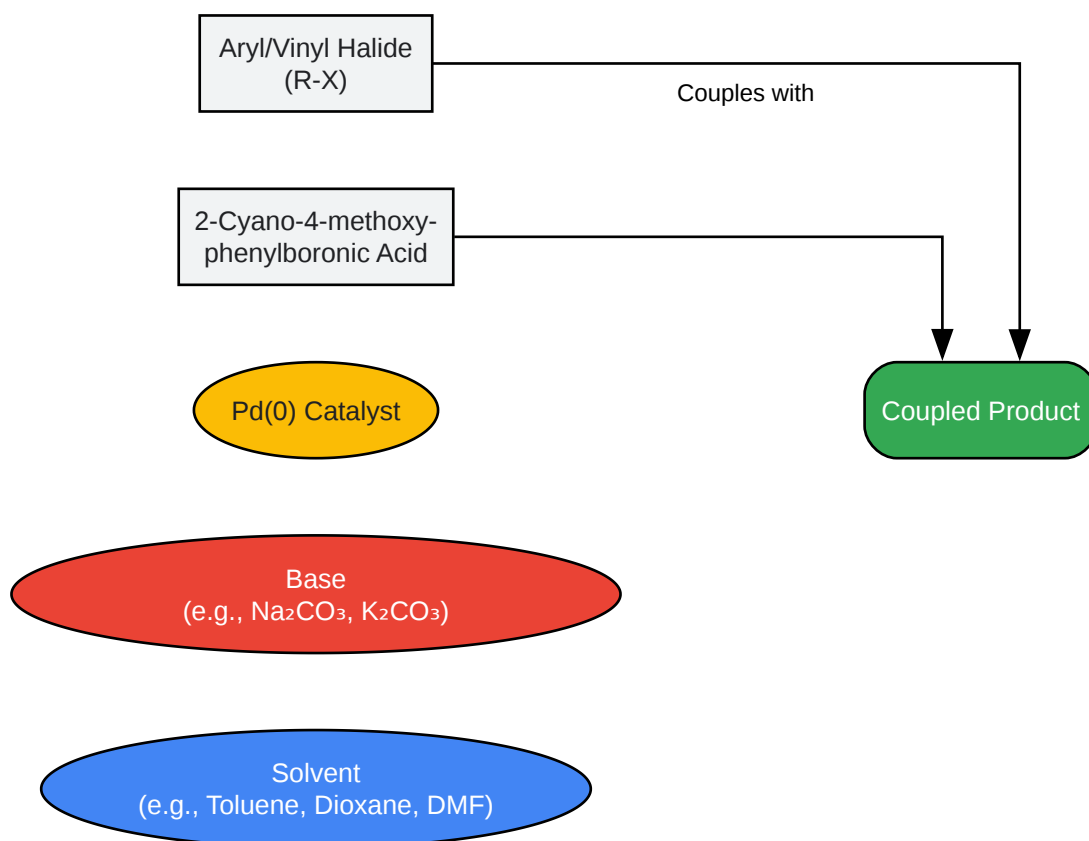 Aryl/Vinyl Halide
(R-X)
Couples with
2-Cyano-4-methoxy-
phenylboronic Acid
Pd(0) Catalyst
Coupled Product
Base
(e.g., Na₂CO₃, K₂CO₃)
Solvent
(e.g., Toluene, Dioxane, DMF)